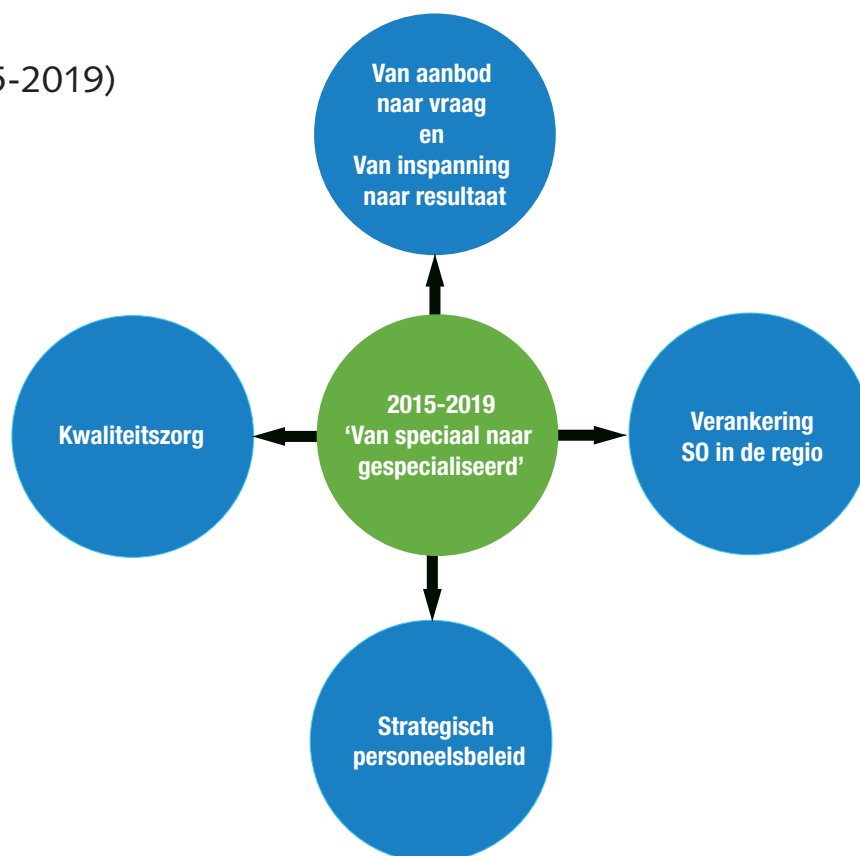 5-2019)
Van aanbod
naar vraag
en
Van inspanning
naar resultaat
Kwaliteitszorg
2015-2019
‘Van speciaal naar
gespecialiseerd’
Verankering
SO in de regio
Strategisch
personeelsbeleid